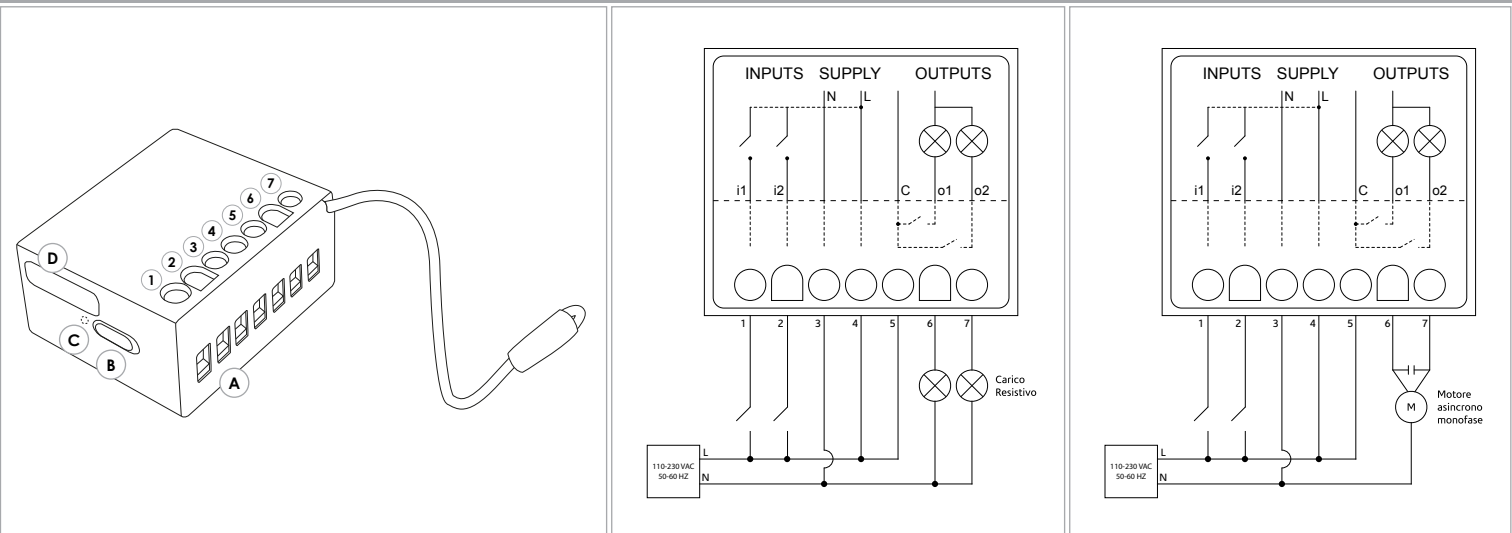 1
2
3
4
5
6
7
D
C
B
A
INPUTS SUPPLY OUTPUTS
N L
i1 i2 C o1 o2
1 2 3 4 5 6 7
Carico
Resistivo
110-230 VAC
50-60 HZ
L
N
INPUTS SUPPLY OUTPUTS
N L
i1 i2 C o1 o2
1 2 3 4 5 6 7
M
Motore
asincrono
monofase
110-230 VAC
50-60 HZ
L
N